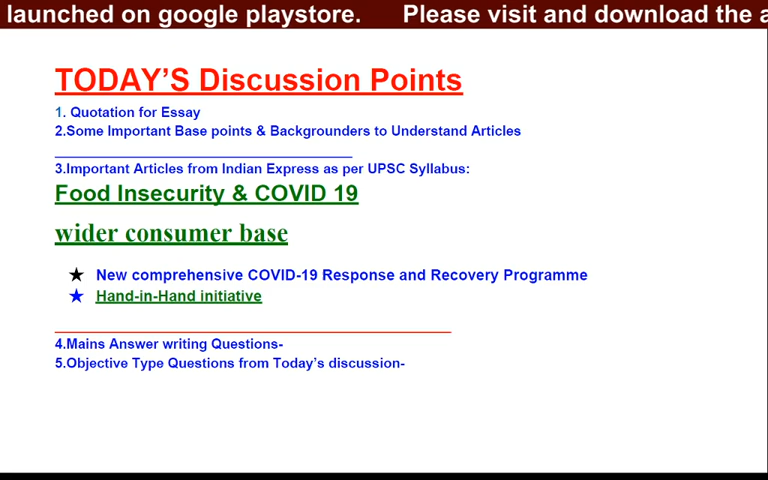 launched on google playstore. Please visit and download the a
TODAY'S Discussion Points
1. Quotation for Essay
2.Some Important Base points & Backgrounders to Understand Articles
3.Important Articles from Indian Express as per UPSC Syllabus:
Food Insecurity & COVID 19
wider consumer base
★ New comprehensive COVID-19 Response and Recovery Programme
★ Hand-in-Hand initiative
4.Mains Answer writing Questions-
5.Objective Type Questions from Today's discussion-